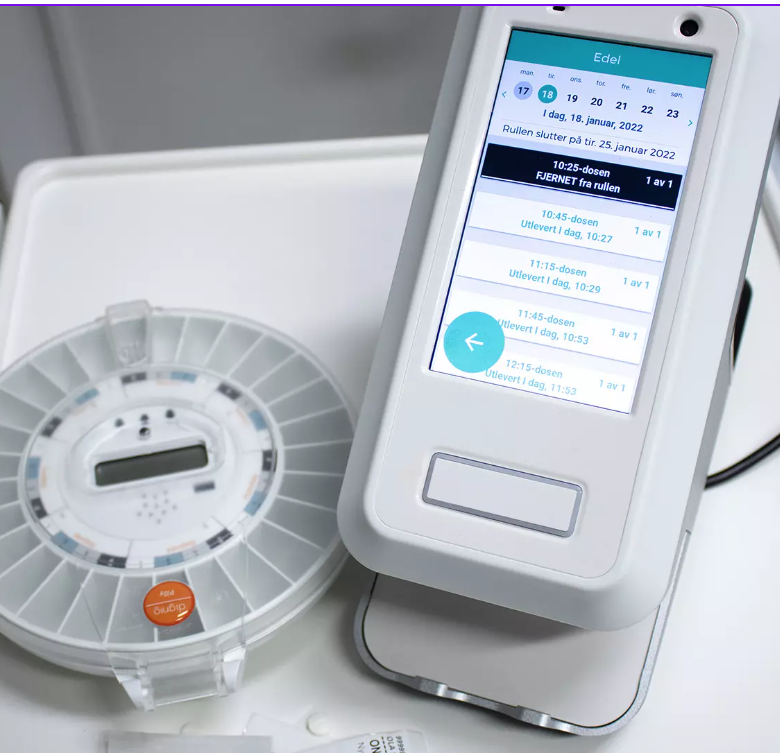 Edel
man. tir. ons. tor. fre. lør. søn.
17 18 19 20 21 22 23
I dag, 18. januar, 2022
Rullen slutter på tir. 25. januar 2022
10:25-dosen 1 av 1
FJERNET fra rullen
10:45-dosen 1 av 1
Utlevert I dag, 10:27
11:15-dosen 1 av 1
Utlevert I dag, 10:29
11:45-dosen 1 av 1
Utlevert I dag, 10:53
12:15-dosen 1 av 1
Utlevert I dag, 11:53
dignio
Pilly